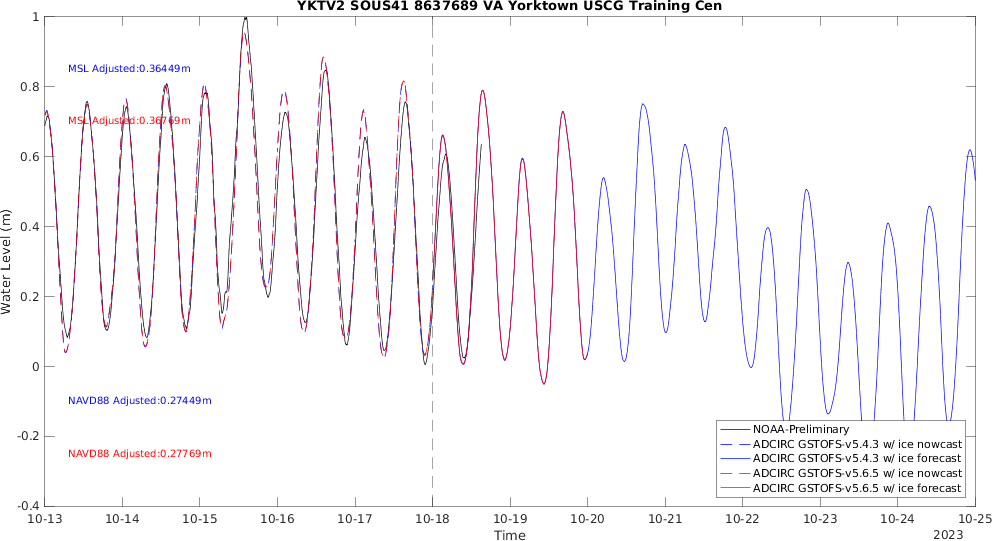 YKTV2 SOUS41 8637689 VA Yorktown USCG Training Cen
1
0.8
0.6
0.4
0.2
0
-0.2
-0.4
Water Level (m)
MSL Adjusted:0.36449m
MSL Adjusted:0.36769m
NAVD88 Adjusted:0.27449m
NAVD88 Adjusted:0.27769m
NOAA-Preliminary
ADCIRC GSTOFS-v5.4.3 w/ ice nowcast
ADCIRC GSTOFS-v5.4.3 w/ ice forecast
ADCIRC GSTOFS-v5.6.5 w/ ice nowcast
ADCIRC GSTOFS-v5.6.5 w/ ice forecast
10-13 10-14 10-15 10-16 10-17 10-18 10-19 10-20 10-21 10-22 10-23 10-24 10-25
Time
2023